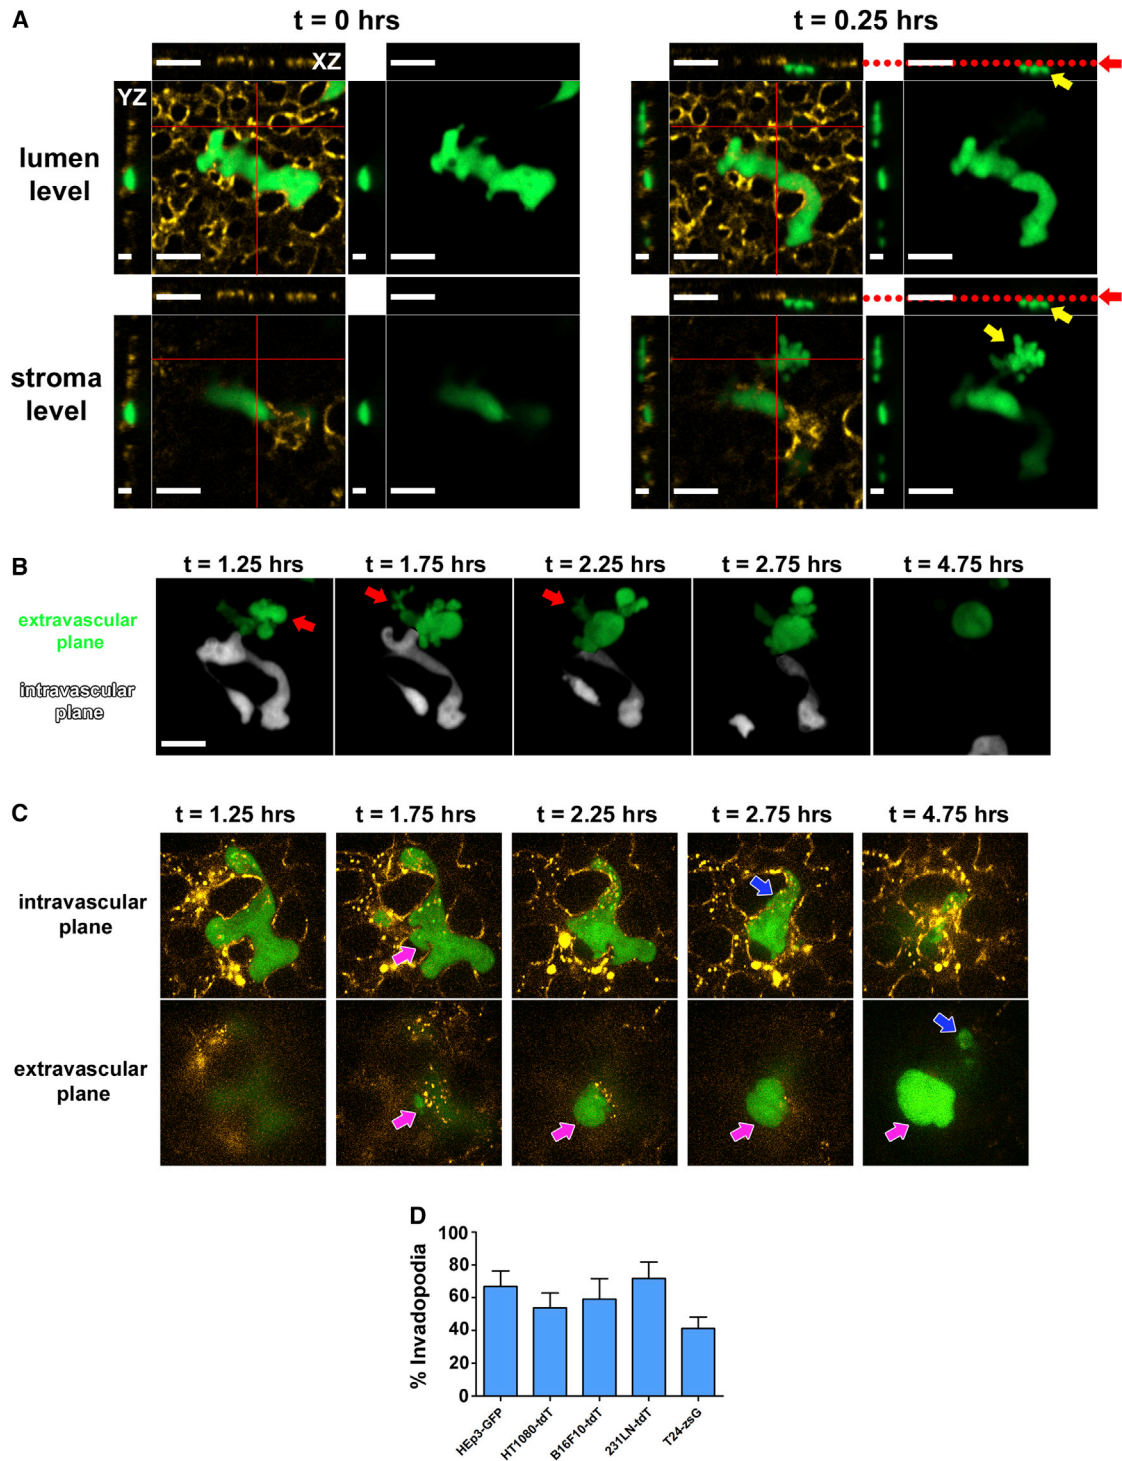 A
t = 0 hrs
t = 0.25 hrs
XZ
YZ
lumen
level
stroma
level
B
t = 1.25 hrs
t = 1.75 hrs
t = 2.25 hrs
t = 2.75 hrs
t = 4.75 hrs
extravascular
plane
intravascular
plane
C
t = 1.25 hrs
t = 1.75 hrs
t = 2.25 hrs
t = 2.75 hrs
t = 4.75 hrs
intravascular
plane
extravascular
plane
D
% Invadopodia
100
80
60
40
20
0
HEp3-GFP
HT1080-tdT
B16F10-tdT
231LN-tdT
T24-zsG